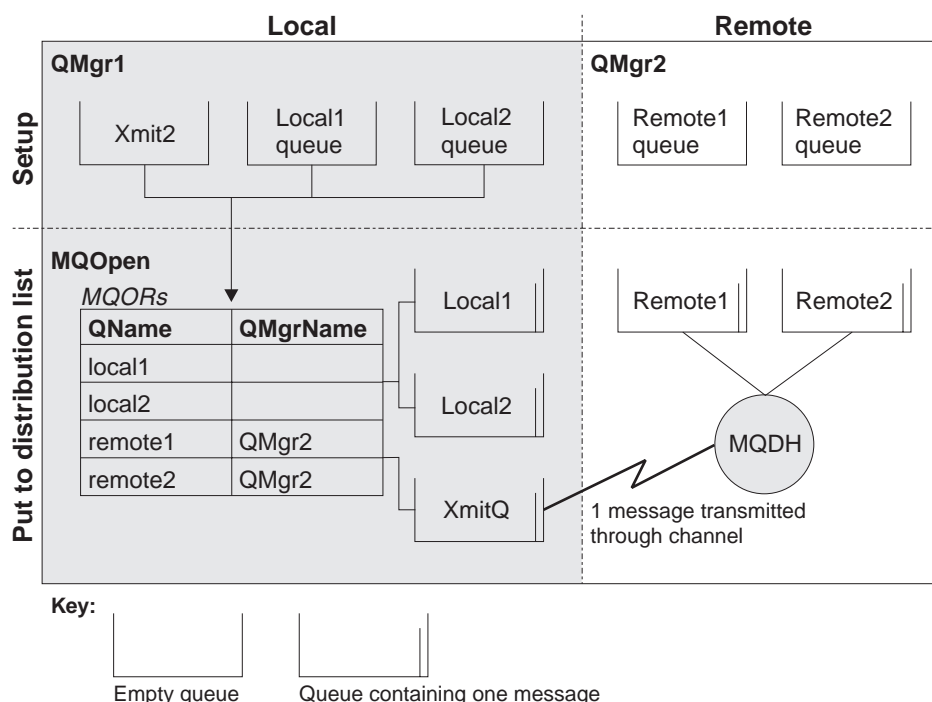 Local
Remote
Setup
QMgr1
QMgr2
Xmit2
Local1
queue
Local2
queue
Remote1
queue
Remote2
queue
Put to distribution list
MQOpen
MQORs
QName QMgrName
local1
local2
remote1 QMgr2
remote2 QMgr2
Local1
Local2
XmitQ
Remote1
Remote2
MQDH
1 message transmitted
through channel
Key:
Empty queue
Queue containing one message